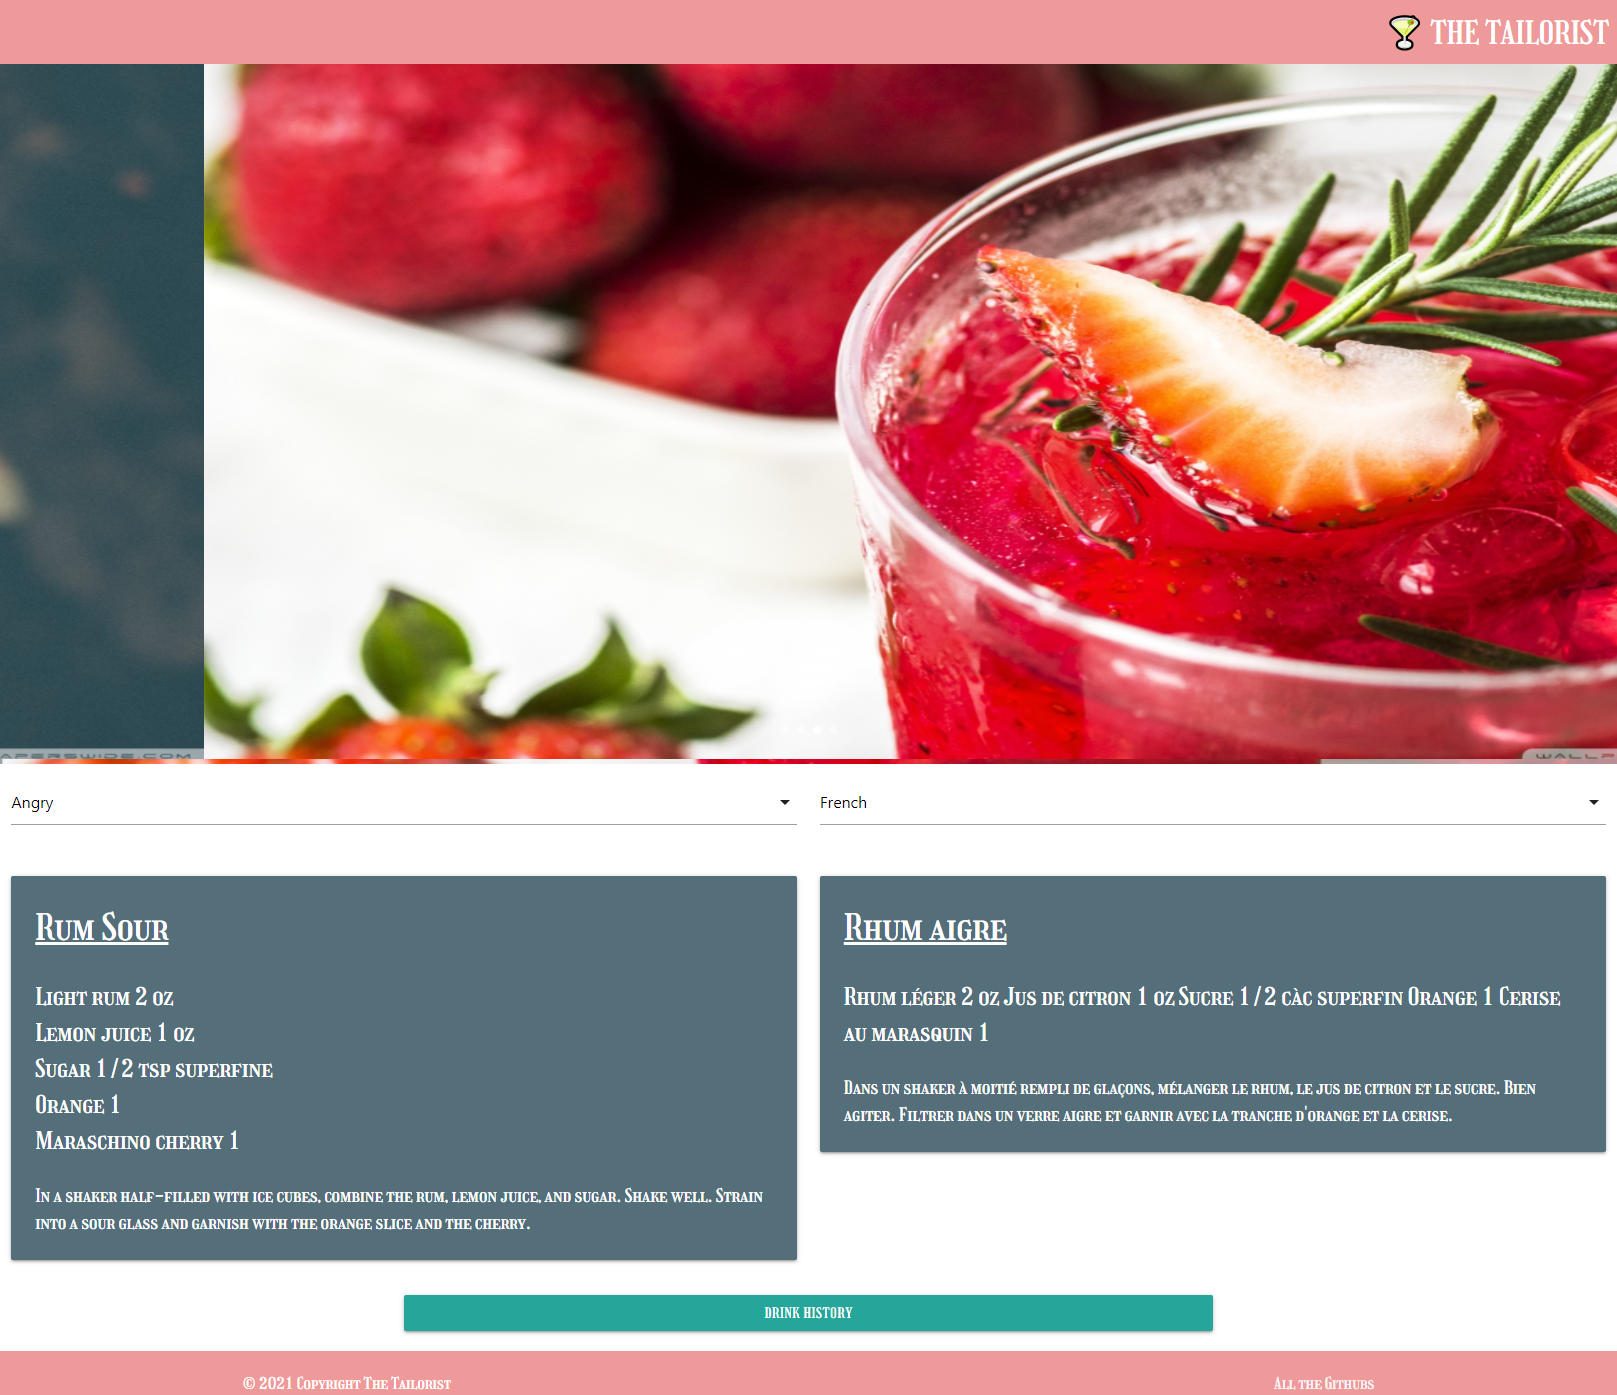 THE TAILORIST
APERSWIDE.COM
WALLP
Angry
French
Rum Sour
Light rum 2 oz
Lemon juice 1 oz
Sugar 1/2 tsp superfine
Orange 1
Maraschino cherry 1
In a shaker half-filled with ice cubes, combine the rum, lemon juice, and sugar. Shake well. Strain
into a sour glass and garnish with the orange slice and the cherry.
Rhum aigre
Rhum léger 2 oz Jus de citron 1 oz Sucre 1/2 càc superfin Orange 1 Cerise
au marasquin 1
Dans un shaker à moitié rempli de glaçons, mélanger le rhum, le jus de citron et le sucre. Bien
agiter. Filtrer dans un verre aigre et garnir avec la tranche d'orange et la cerise.
DRINK HISTORY
© 2021 Copyright The Tailorist
All the Githubs